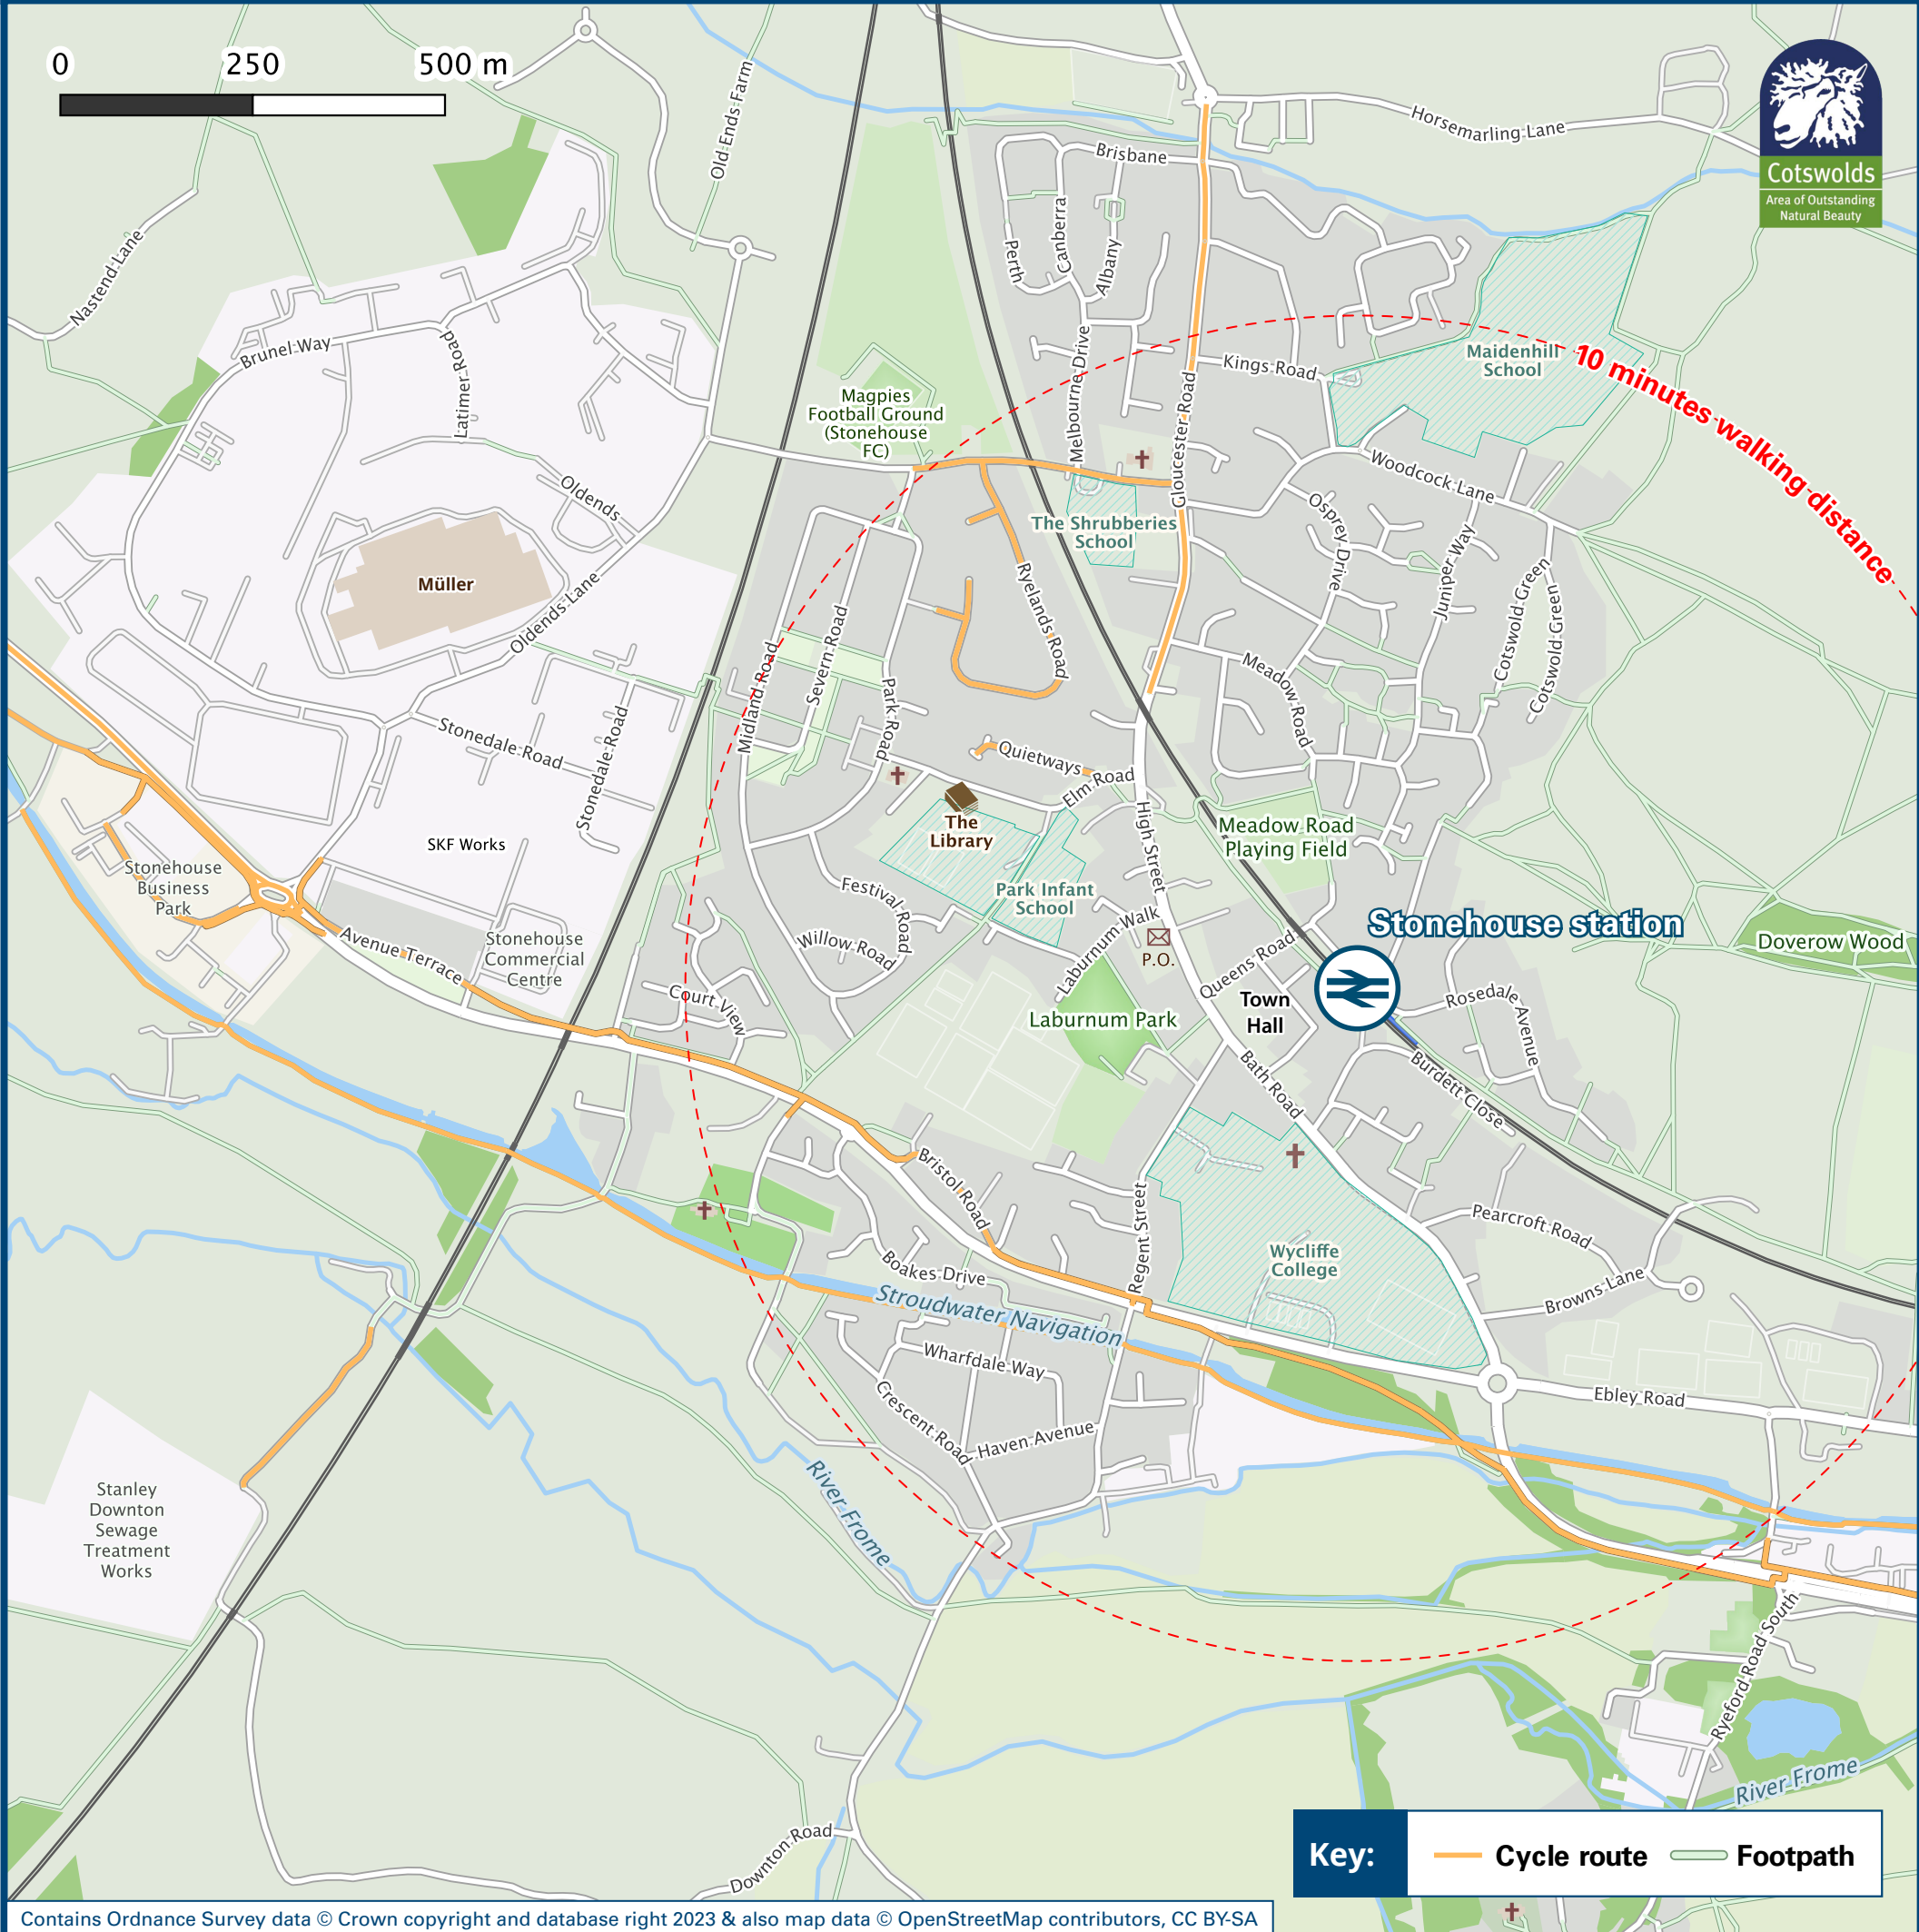 0 250 500 m
Cotswolds
Area of Outstanding
Natural Beauty
Old Ends Farm
Horsemarling Lane
Brisbane
Nastend Lane
Perth
Canberra
Albany
Brunel Way
Latimer Road
Melbourne Drive
Kings Road
Maidenhill
School
10 minutes walking distance
Magpies
Football Ground
(Stonehouse
FC)
Gloucester Road
Woodcock Lane
Oldends
The Shrubberies
School
Osprey Drive
Juniper Way
Müller
Oldends Lane
Ryelands Road
Cotswold Green
Cotswold Green
Severn Road
Midland Road
Park Road
Meadow Road
Stonedale Road
Stonedale Road
Quietways
Elm Road
The
Library
High Street
Meadow Road
Playing Field
SKF Works
Stonehouse
Business
Park
Festival Road
Park Infant
School
Stonehouse station
Avenue Terrace
Stonehouse
Commercial
Centre
Willow Road
Laburnum Walk
P.O.
Queens Road
Doverow Wood
Court View
Town
Hall
Rosedale Avenue
Laburnum Park
Bath Road
Burdett Close
Bristol Road
Regent Street
Pearcroft Road
Wycliffe
College
Boakes Drive
Browns Lane
Stroudwater Navigation
Wharfdale Way
Ebley Road
Crescent Road
Haven Avenue
River Frome
Stanley
Downton
Sewage
Treatment
Works
Ryeford Road South
River Frome
Downton Road
Key: Cycle route Footpath
Contains Ordnance Survey data © Crown copyright and database right 2023 & also map data © OpenStreetMap contributors, CC BY-SA